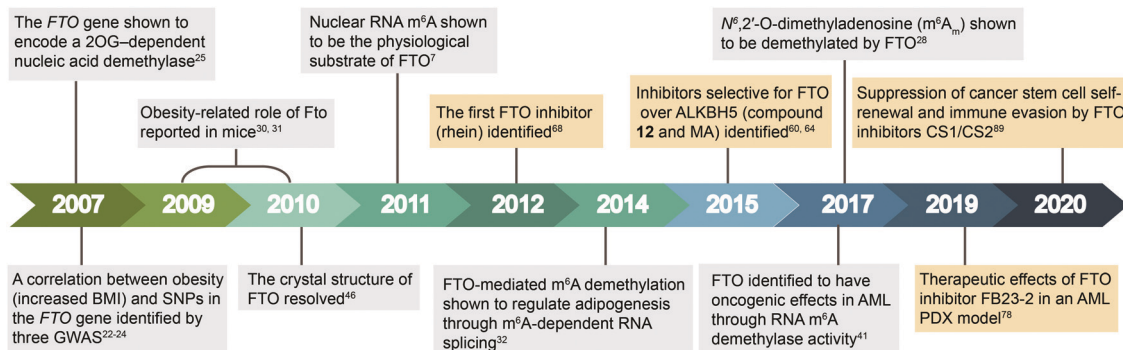 The FTO gene shown to
encode a 2OG–dependent
nucleic acid demethylase²⁵
Obesity-related role of Fto
reported in mice³⁰, ³¹
Nuclear RNA m⁶A shown
to be the physiological
substrate of FTO⁷
The first FTO inhibitor
(rhein) identified⁶⁸
Inhibitors selective for FTO
over ALKBH5 (compound
12 and MA) identified⁶⁰, ⁶⁴
N⁶,2′-O-dimethyladenosine (m⁶Aₘ) shown
to be demethylated by FTO²⁸
Suppression of cancer stem cell self-
renewal and immune evasion by FTO
inhibitors CS1/CS2⁸⁹
2007 2009 2010 2011 2012 2014 2015 2017 2019 2020
A correlation between obesity
(increased BMI) and SNPs in
the FTO gene identified by
three GWAS²²⁻²⁴
The crystal structure of
FTO resolved⁴⁶
FTO-mediated m⁶A demethylation
shown to regulate adipogenesis
through m⁶A-dependent RNA
splicing³²
FTO identified to have
oncogenic effects in AML
through RNA m⁶A
demethylase activity⁴¹
Therapeutic effects of FTO
inhibitor FB23-2 in an AML
PDX model⁷⁸